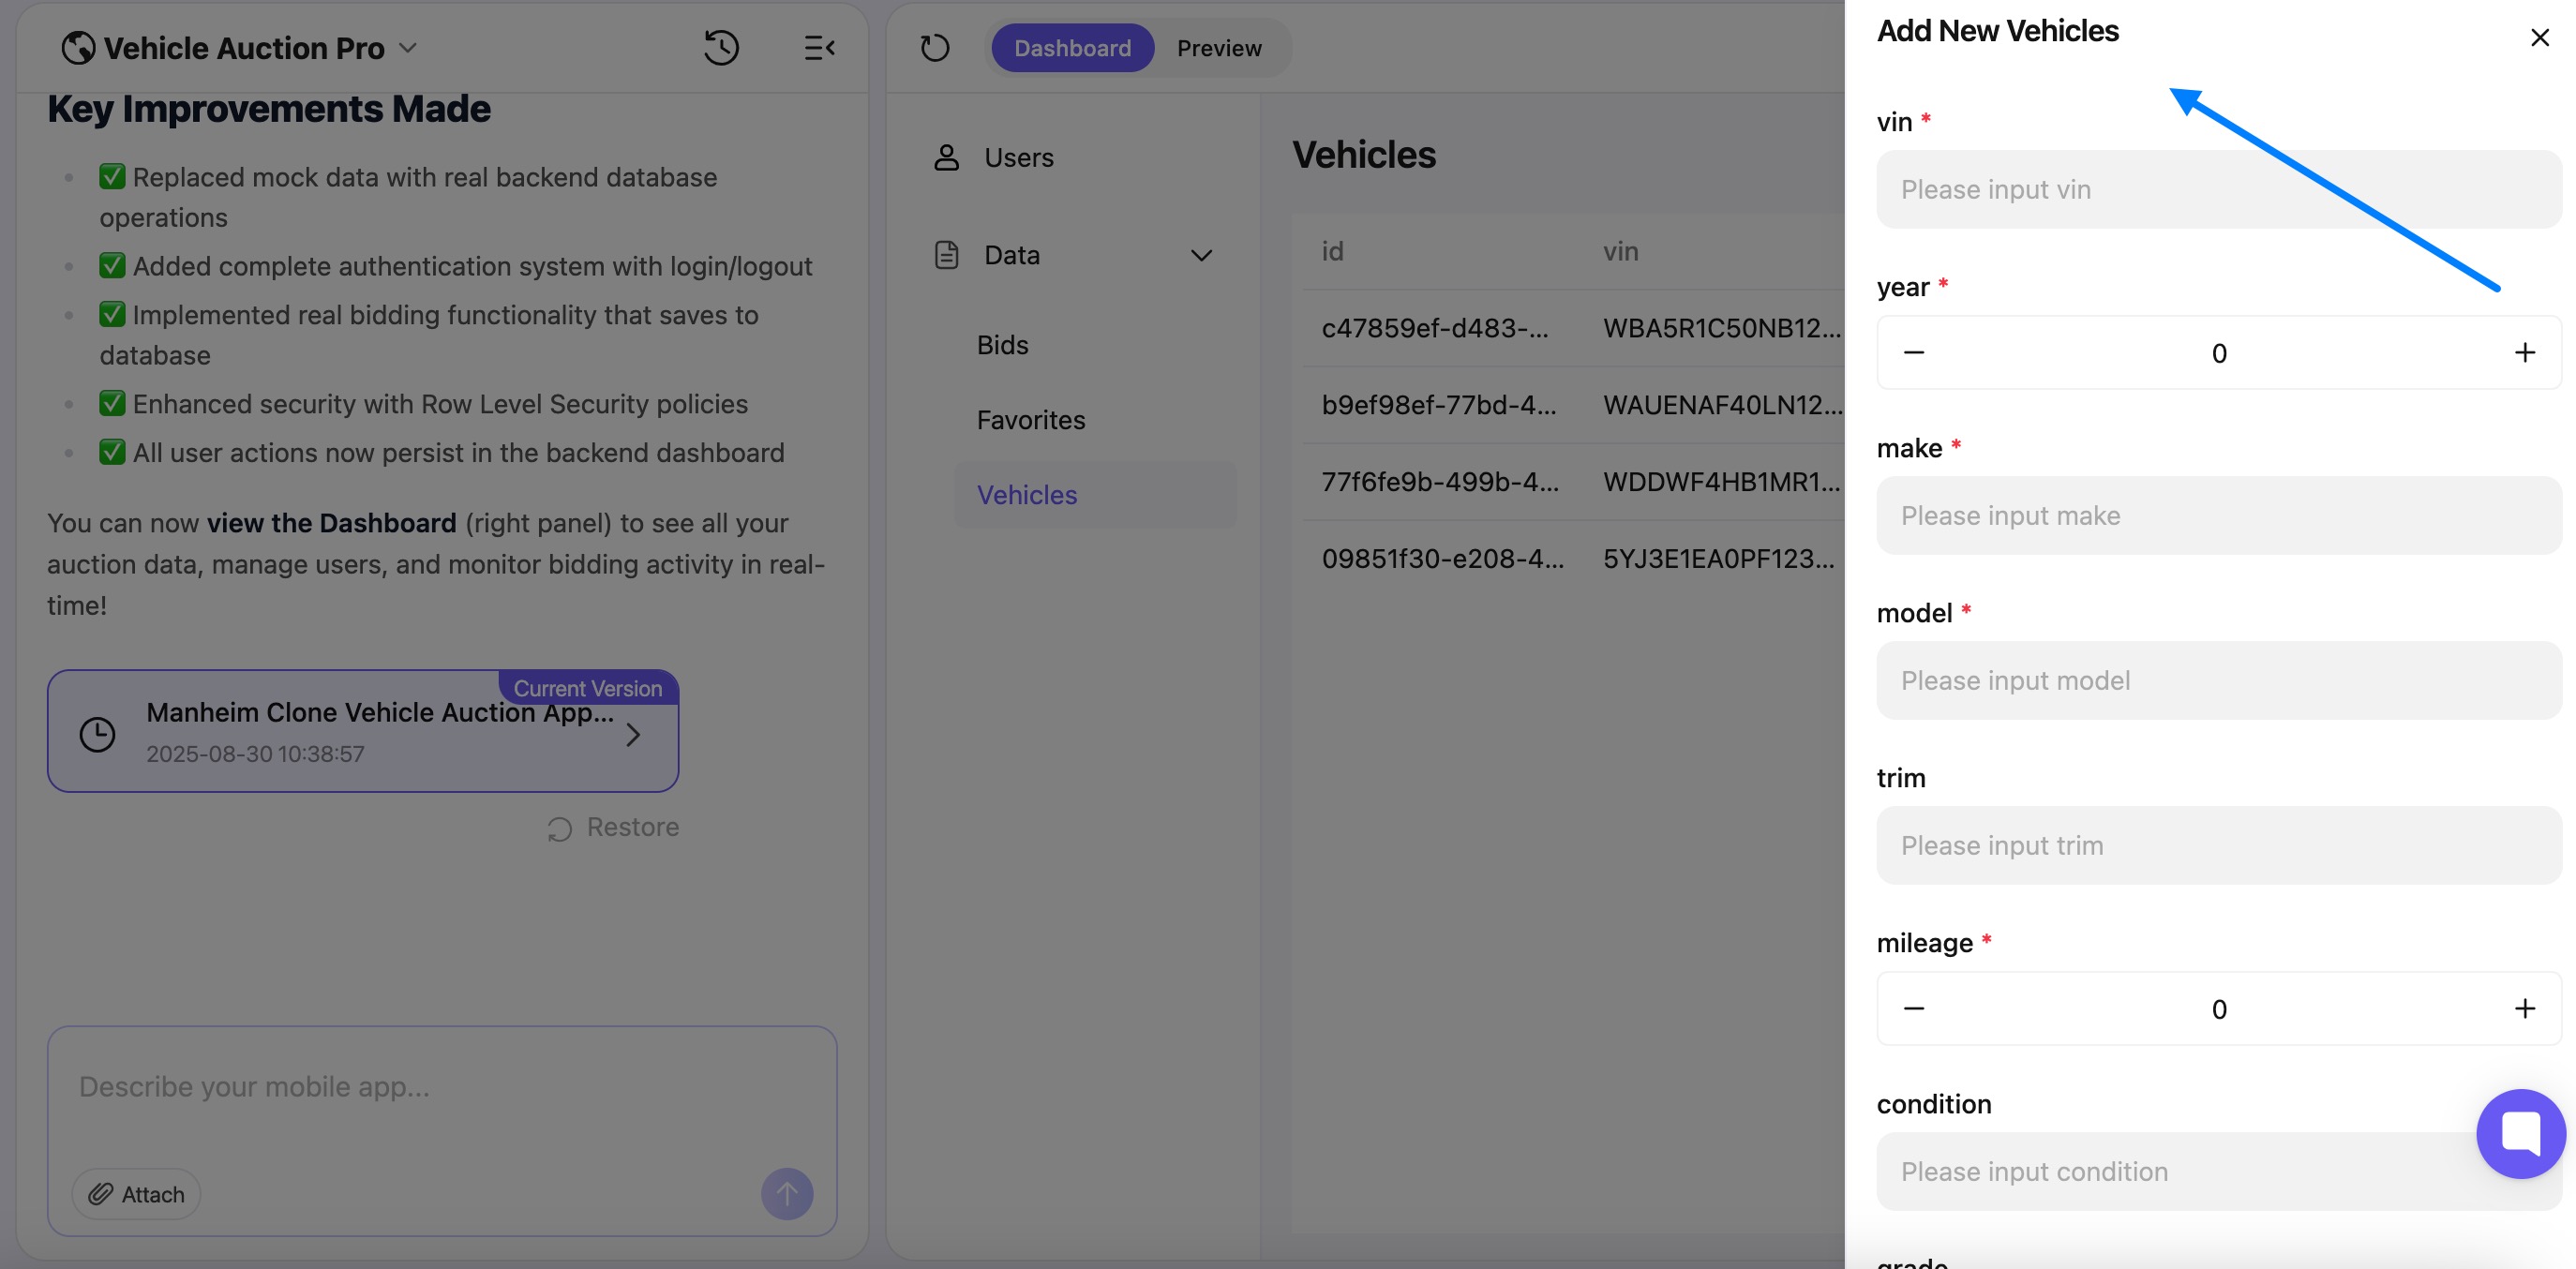 Vehicle Auction Pro
Key Improvements Made
✅ Replaced mock data with real backend database
operations
✅ Added complete authentication system with login/logout
✅ Implemented real bidding functionality that saves to
database
✅ Enhanced security with Row Level Security policies
✅ All user actions now persist in the backend dashboard
You can now view the Dashboard (right panel) to see all your
auction data, manage users, and monitor bidding activity in real-
time!
Current Version
Manheim Clone Vehicle Auction App...
2025-08-30 10:38:57
Restore
Describe your mobile app...
Attach
Dashboard
Preview
Users
Data
Bids
Favorites
Vehicles
Vehicles
id vin
c47859ef-d483-... WBA5R1C50NB12...
b9ef98ef-77bd-4... WAUENAF40LN12...
77f6fe9b-499b-4... WDDWF4HB1MR1...
09851f30-e208-4... 5YJ3E1EA0PF123...
Add New Vehicles
vin *
Please input vin
year *
0
make *
Please input make
model *
Please input model
trim
Please input trim
mileage *
0
condition
Please input condition
grade